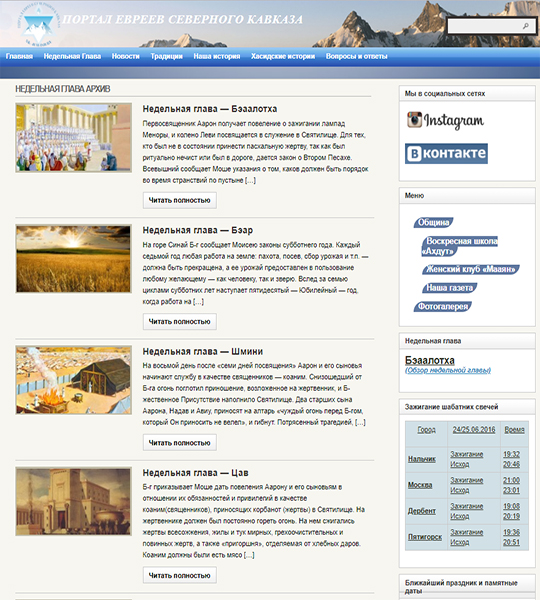 ПОРТАЛ ЕВРЕЕВ СЕВЕРНОГО КАВКАЗА
Главная Недельная Глава Новости Традиции Наша история Хасидские истории Вопросы и ответы
НЕДЕЛЬНАЯ ГЛАВА АРХИВ
Недельная глава — Бэаалотха
Первосвященник Аарон получает повеление о зажигании лампад
Меноры, и колено Леви посвящается в служение в Святилище. Для тех,
кто был не в состоянии принести пасхальную жертву, так как был
ритуально нечист или был в дороге, дается закон о Втором Песахе.
Всевышний сообщает Моше указания о том, каков должен быть порядок
во время странствий по пустыне [...]
Читать полностью
Недельная глава — Бэар
На горе Синай Б-г сообщает Моисею законы субботнего года. Каждый
седьмой год любая работа на земле: пахота, посев, сбор урожая и т.п. —
должна быть прекращена, а ее урожай предоставлен в пользование
любому желающему — как человеку, так и зверю. Вслед за семью
циклами субботних лет наступает пятидесятый — Юбилейный — год,
когда работа на [...]
Читать полностью
Недельная глава — Шмини
На восьмой день после «семи дней посвящения» Аарон и его сыновья
начинают службу в качестве священников — коаним. Снизошедший от
Б-га огонь поглотил приношение, возложенное на жертвенник, и Б-
жественное Присутствие наполнило Святилище. Два старших сына
Аарона, Надав и Авиу, приносят на алтарь «чуждый огонь перед Б-гом,
который Он приносить не велел», и гибнут. Потрясенный трагедией, [...]
Читать полностью
Недельная глава — Цав
Б-г приказывает Моше дать повеления Аарону и его сыновьям в
отношении их обязанностей и привилегий в качестве
коаним(священников), приносящих корбанот (жертвы) в Святилище. На
жертвеннике должен был постоянно гореть огонь. На нем сжигались
жертвы всесожжения, жилы и тук мирных, грехоочистительных и
повинных жертв, а также «пригоршня», отделяемая от хлебных даров.
Коаним должны были есть мясо [...]
Читать полностью
Мы в социальных сетях
Instagram
В контакте
Меню
Община
Воскресная школа
«Ахдут»
Женский клуб «Мааян»
Наша газета
Фотогалерея
Недельная глава
Бэаалотха
(Обзор недельной главы)
Зажигание шабатних свечей
Город 24/25.06.2016 Время
Нальчик Зажигание 19:32
Исход 20:46
Москва Зажигание 21:00
Исход 23:01
Дербент Зажигание 19:08
Исход 20:19
Пятигорск Зажигание 19:36
Исход 20:51
Ближайший праздник и памятные
даты